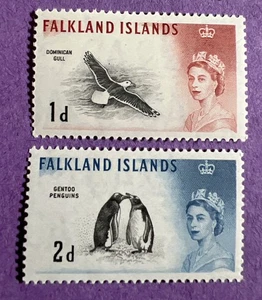 FALKLAND ISLANDS
DOMINICAN
GULL
1d
FALKLAND ISLANDS
GENTOO
PENGUINS
2d